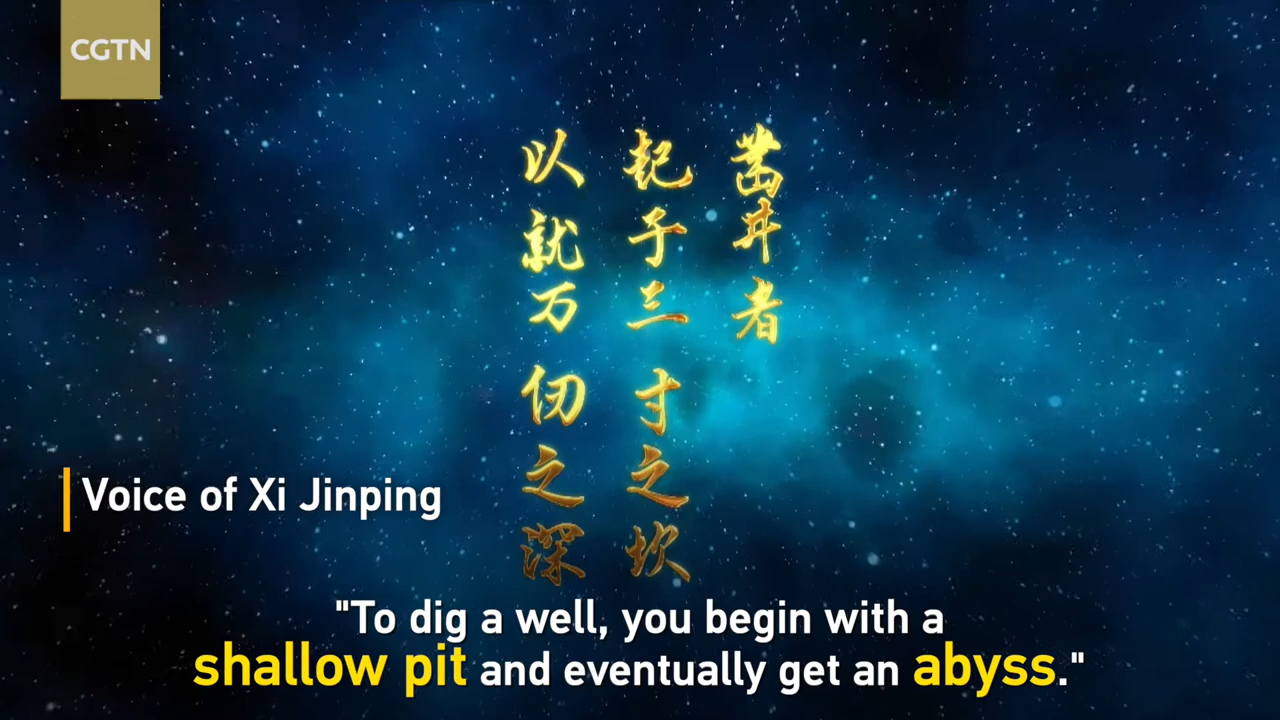 CGTN
凿井者
起于三寸之坎
以就万仞之深
Voice of Xi Jinping
"To dig a well, you begin with a
shallow pit and eventually get an abyss."